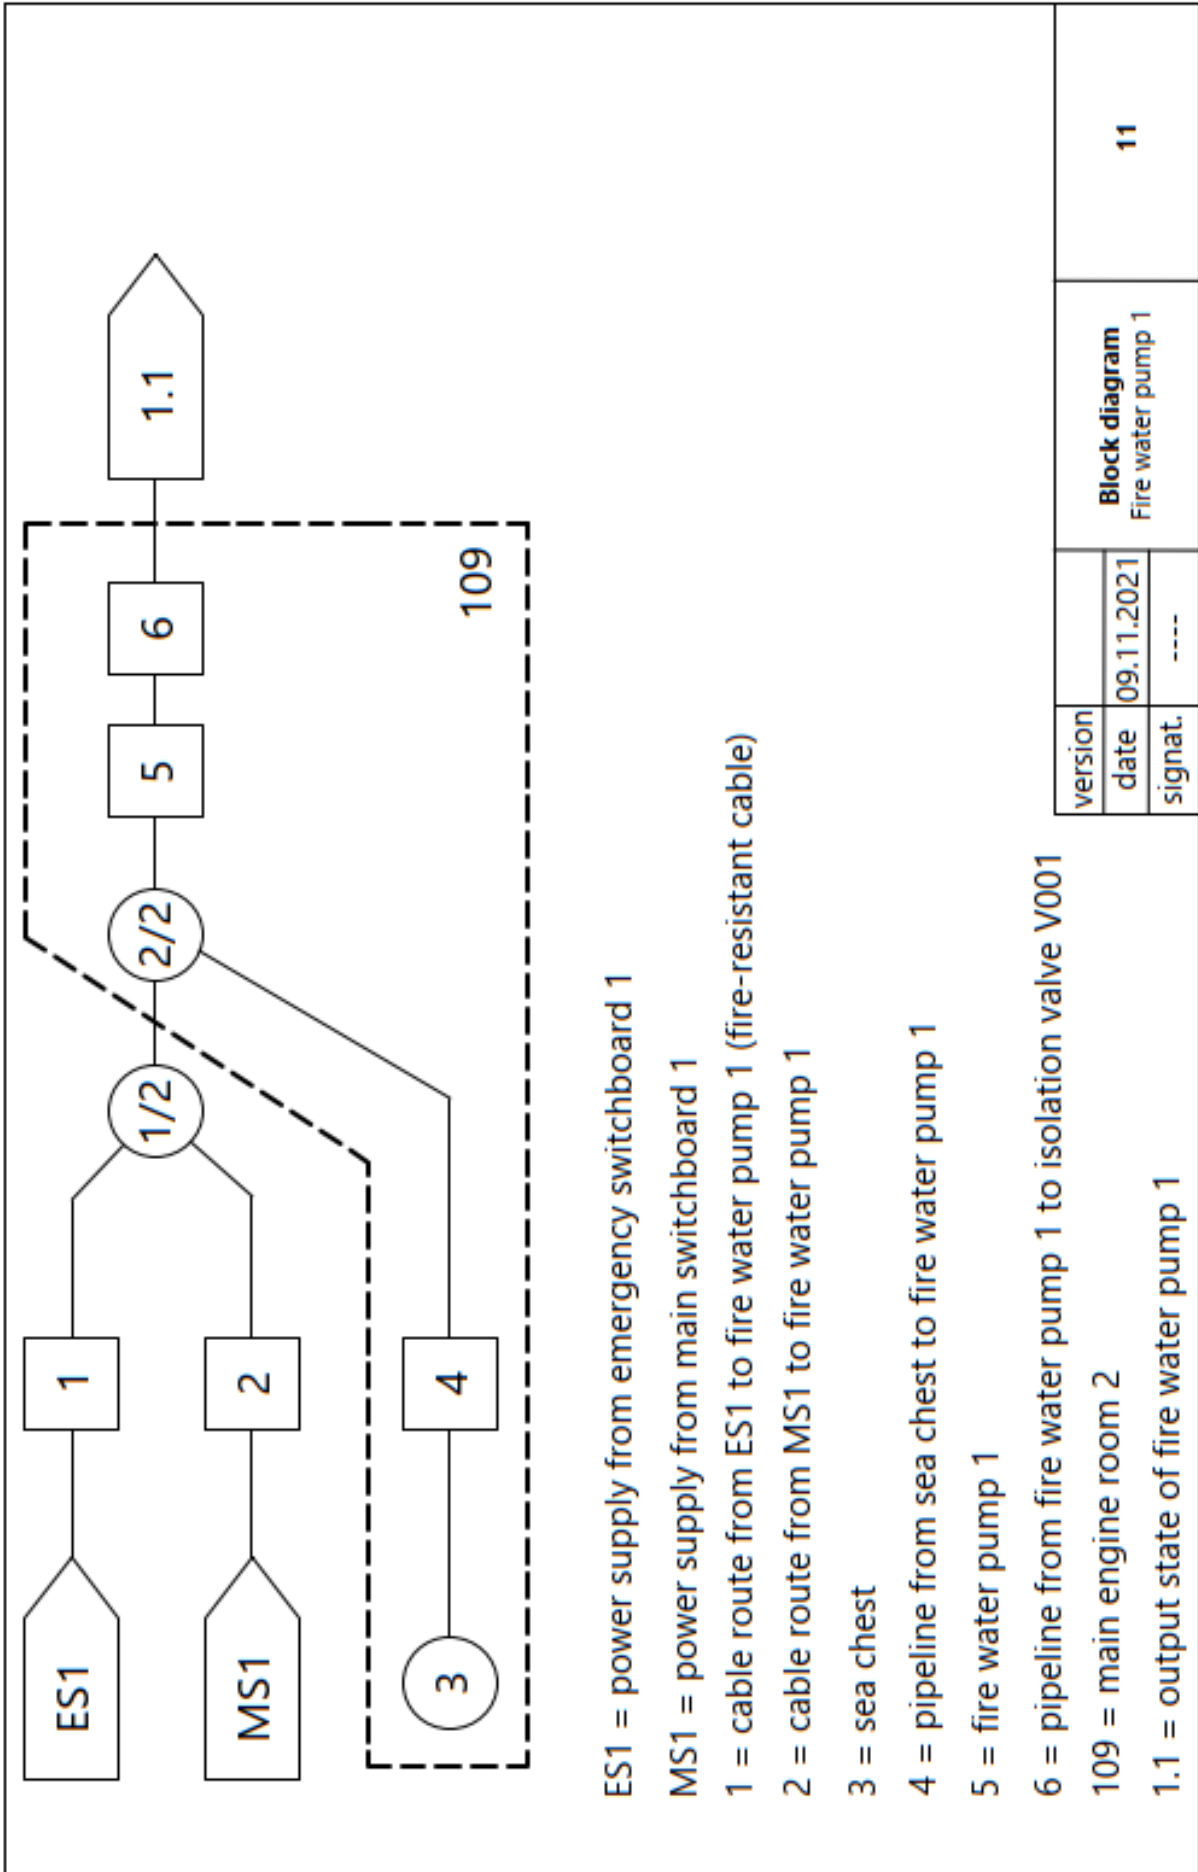 ES1
1
MS1
2
1/2
2/2
5
6
1.1
3
4
109
ES1 = power supply from emergency switchboard 1
MS1 = power supply from main switchboard 1
1 = cable route from ES1 to fire water pump 1 (fire-resistant cable)
2 = cable route from MS1 to fire water pump 1
3 = sea chest
4 = pipeline from sea chest to fire water pump 1
5 = fire water pump 1
6 = pipeline from fire water pump 1 to isolation valve V001
109 = main engine room 2
1.1 = output state of fire water pump 1
version
date 09.11.2021
signat. ----
Block diagram
Fire water pump 1
11